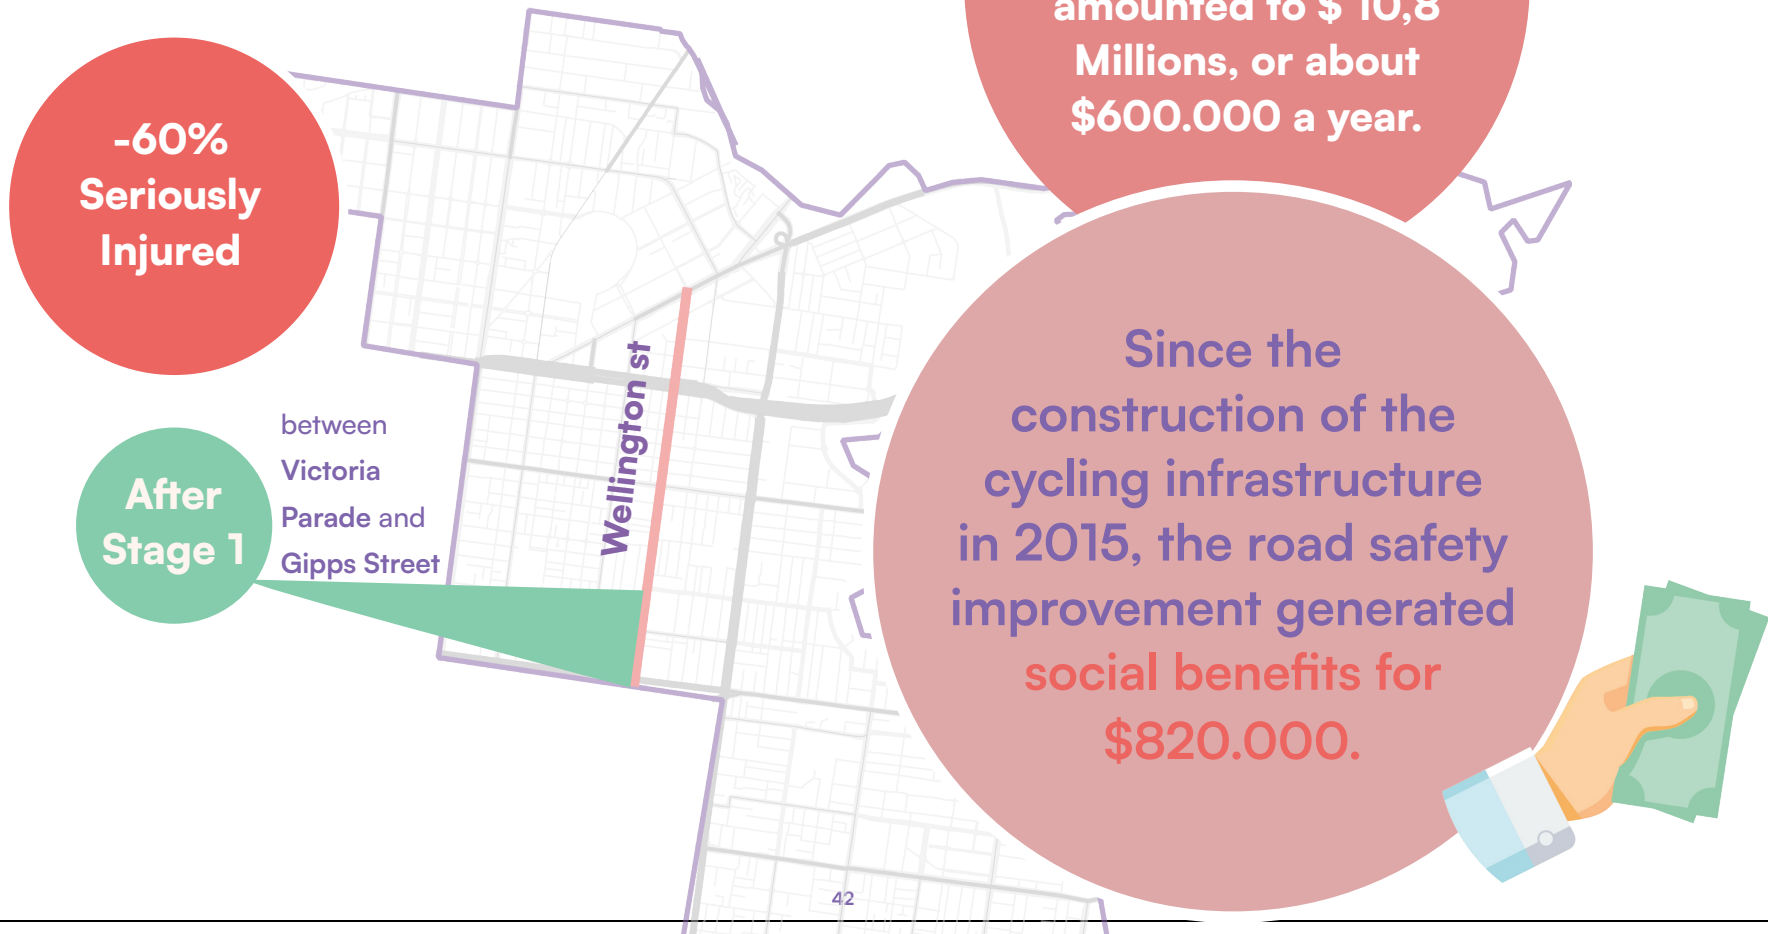 amounted to $ 10,8
Millions, or about
$600.000 a year.
-60%
Seriously
Injured
Since the
construction of the
cycling infrastructure
in 2015, the road safety
improvement generated
social benefits for
$820.000.
Wellington st
After
Stage 1
between
Victoria
Parade and
Gipps Street
42